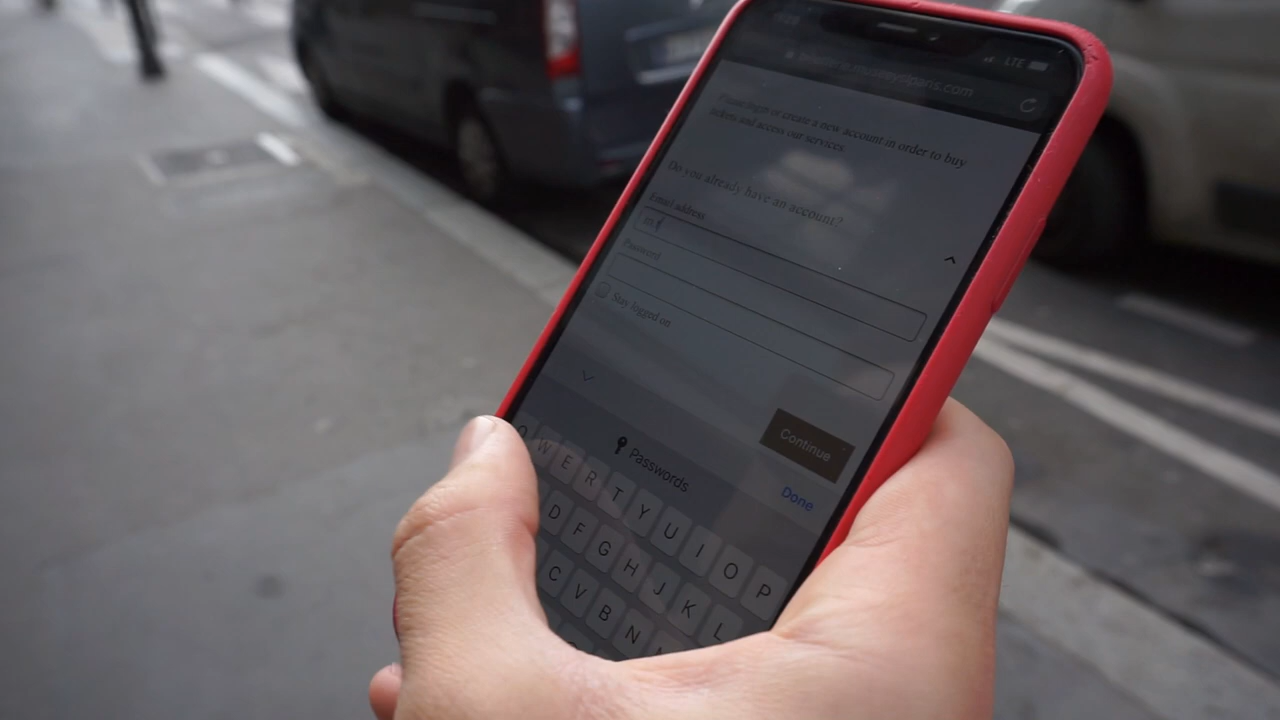 LTE
Please login or create a new account in order to buy
tickets and access our services.
Do you already have an account?
Email address
Password
Stay logged on
Continue
Passwords
Done
Q W E R T Y U I O P
D F G H J K L
C V B N